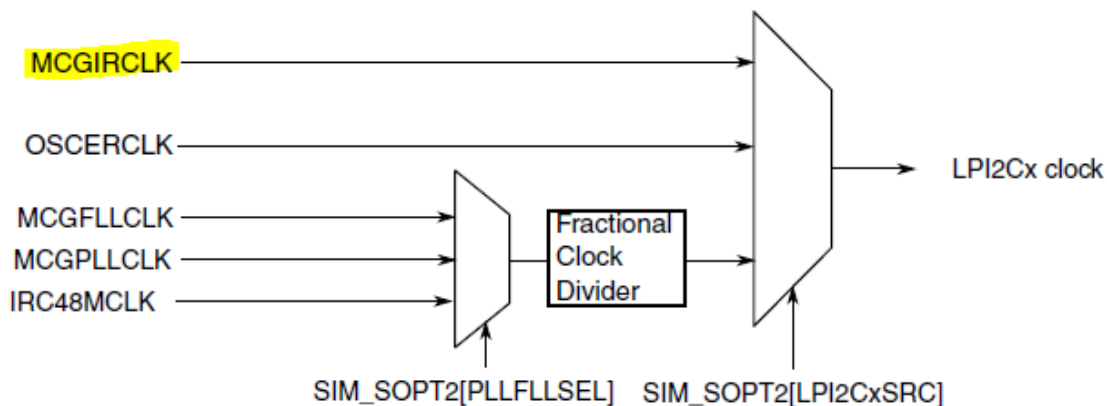 MCGIRCLK
OSCERCLK
LPI2Cx clock
MCGFLLCLK
MCGPLLCLK
IRC48MCLK
Fractional
Clock
Divider
SIM_SOPT2[PLLFLLSEL]
SIM_SOPT2[LPI2CxSRC]